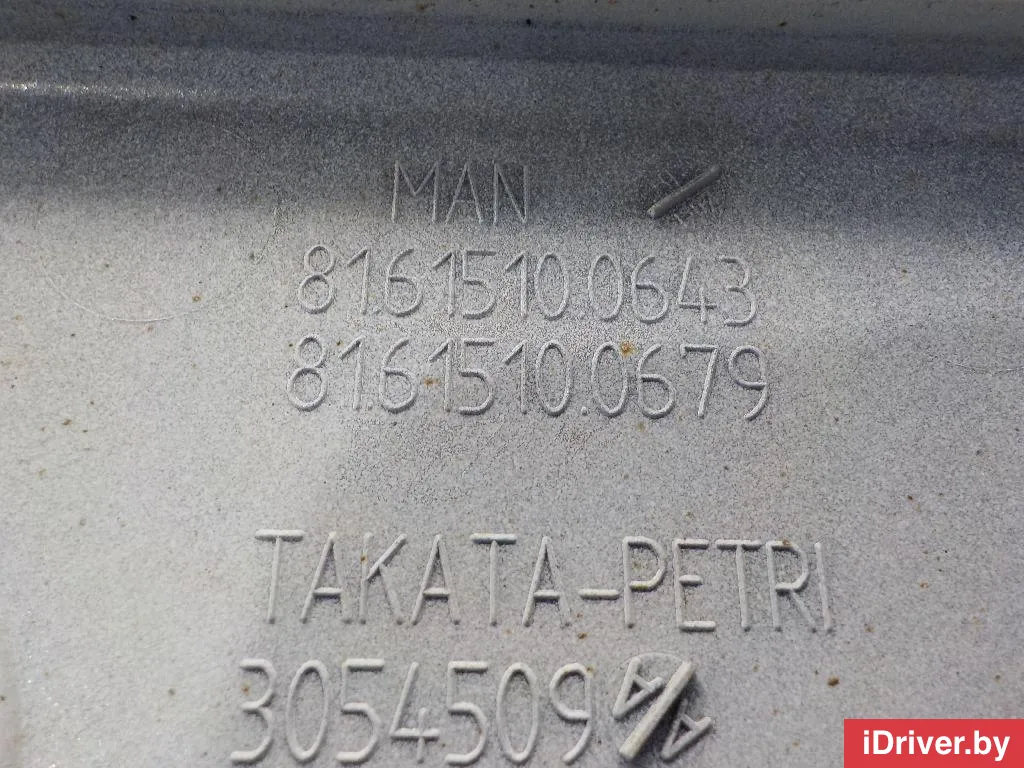 MAN
81.61510.0643
81.61510.0679
TAKATA-PETRI
3054509
iDriver.by